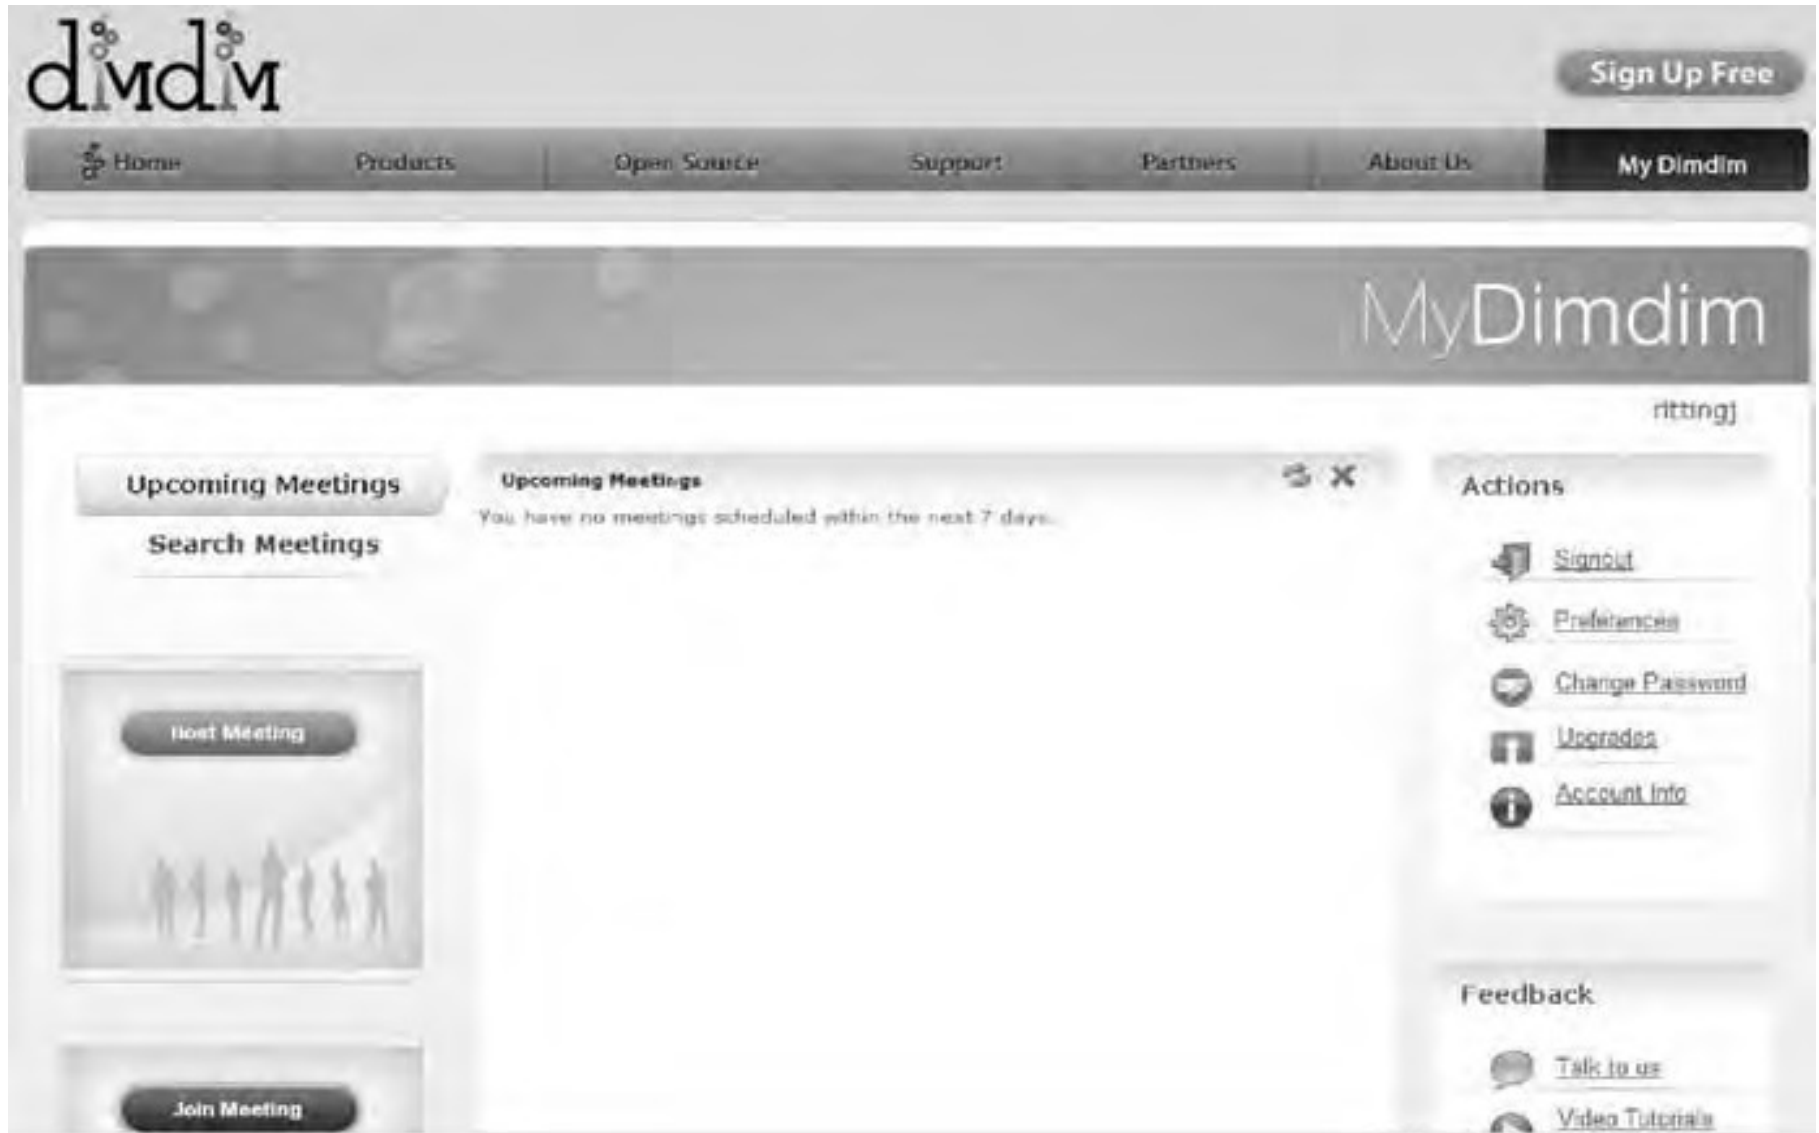 dimdim
Sign Up Free
Home Products Open Source Support Partners About Us My Dimdim
MyDimdim
rittingj
Upcoming Meetings
Search Meetings
Host Meeting
Join Meeting
Upcoming Meetings
You have no meetings scheduled within the next 7 days.
Actions
Signout
Preferences
Change Password
Upgrades
Account Info
Feedback
Talk to us
Video Tutorials